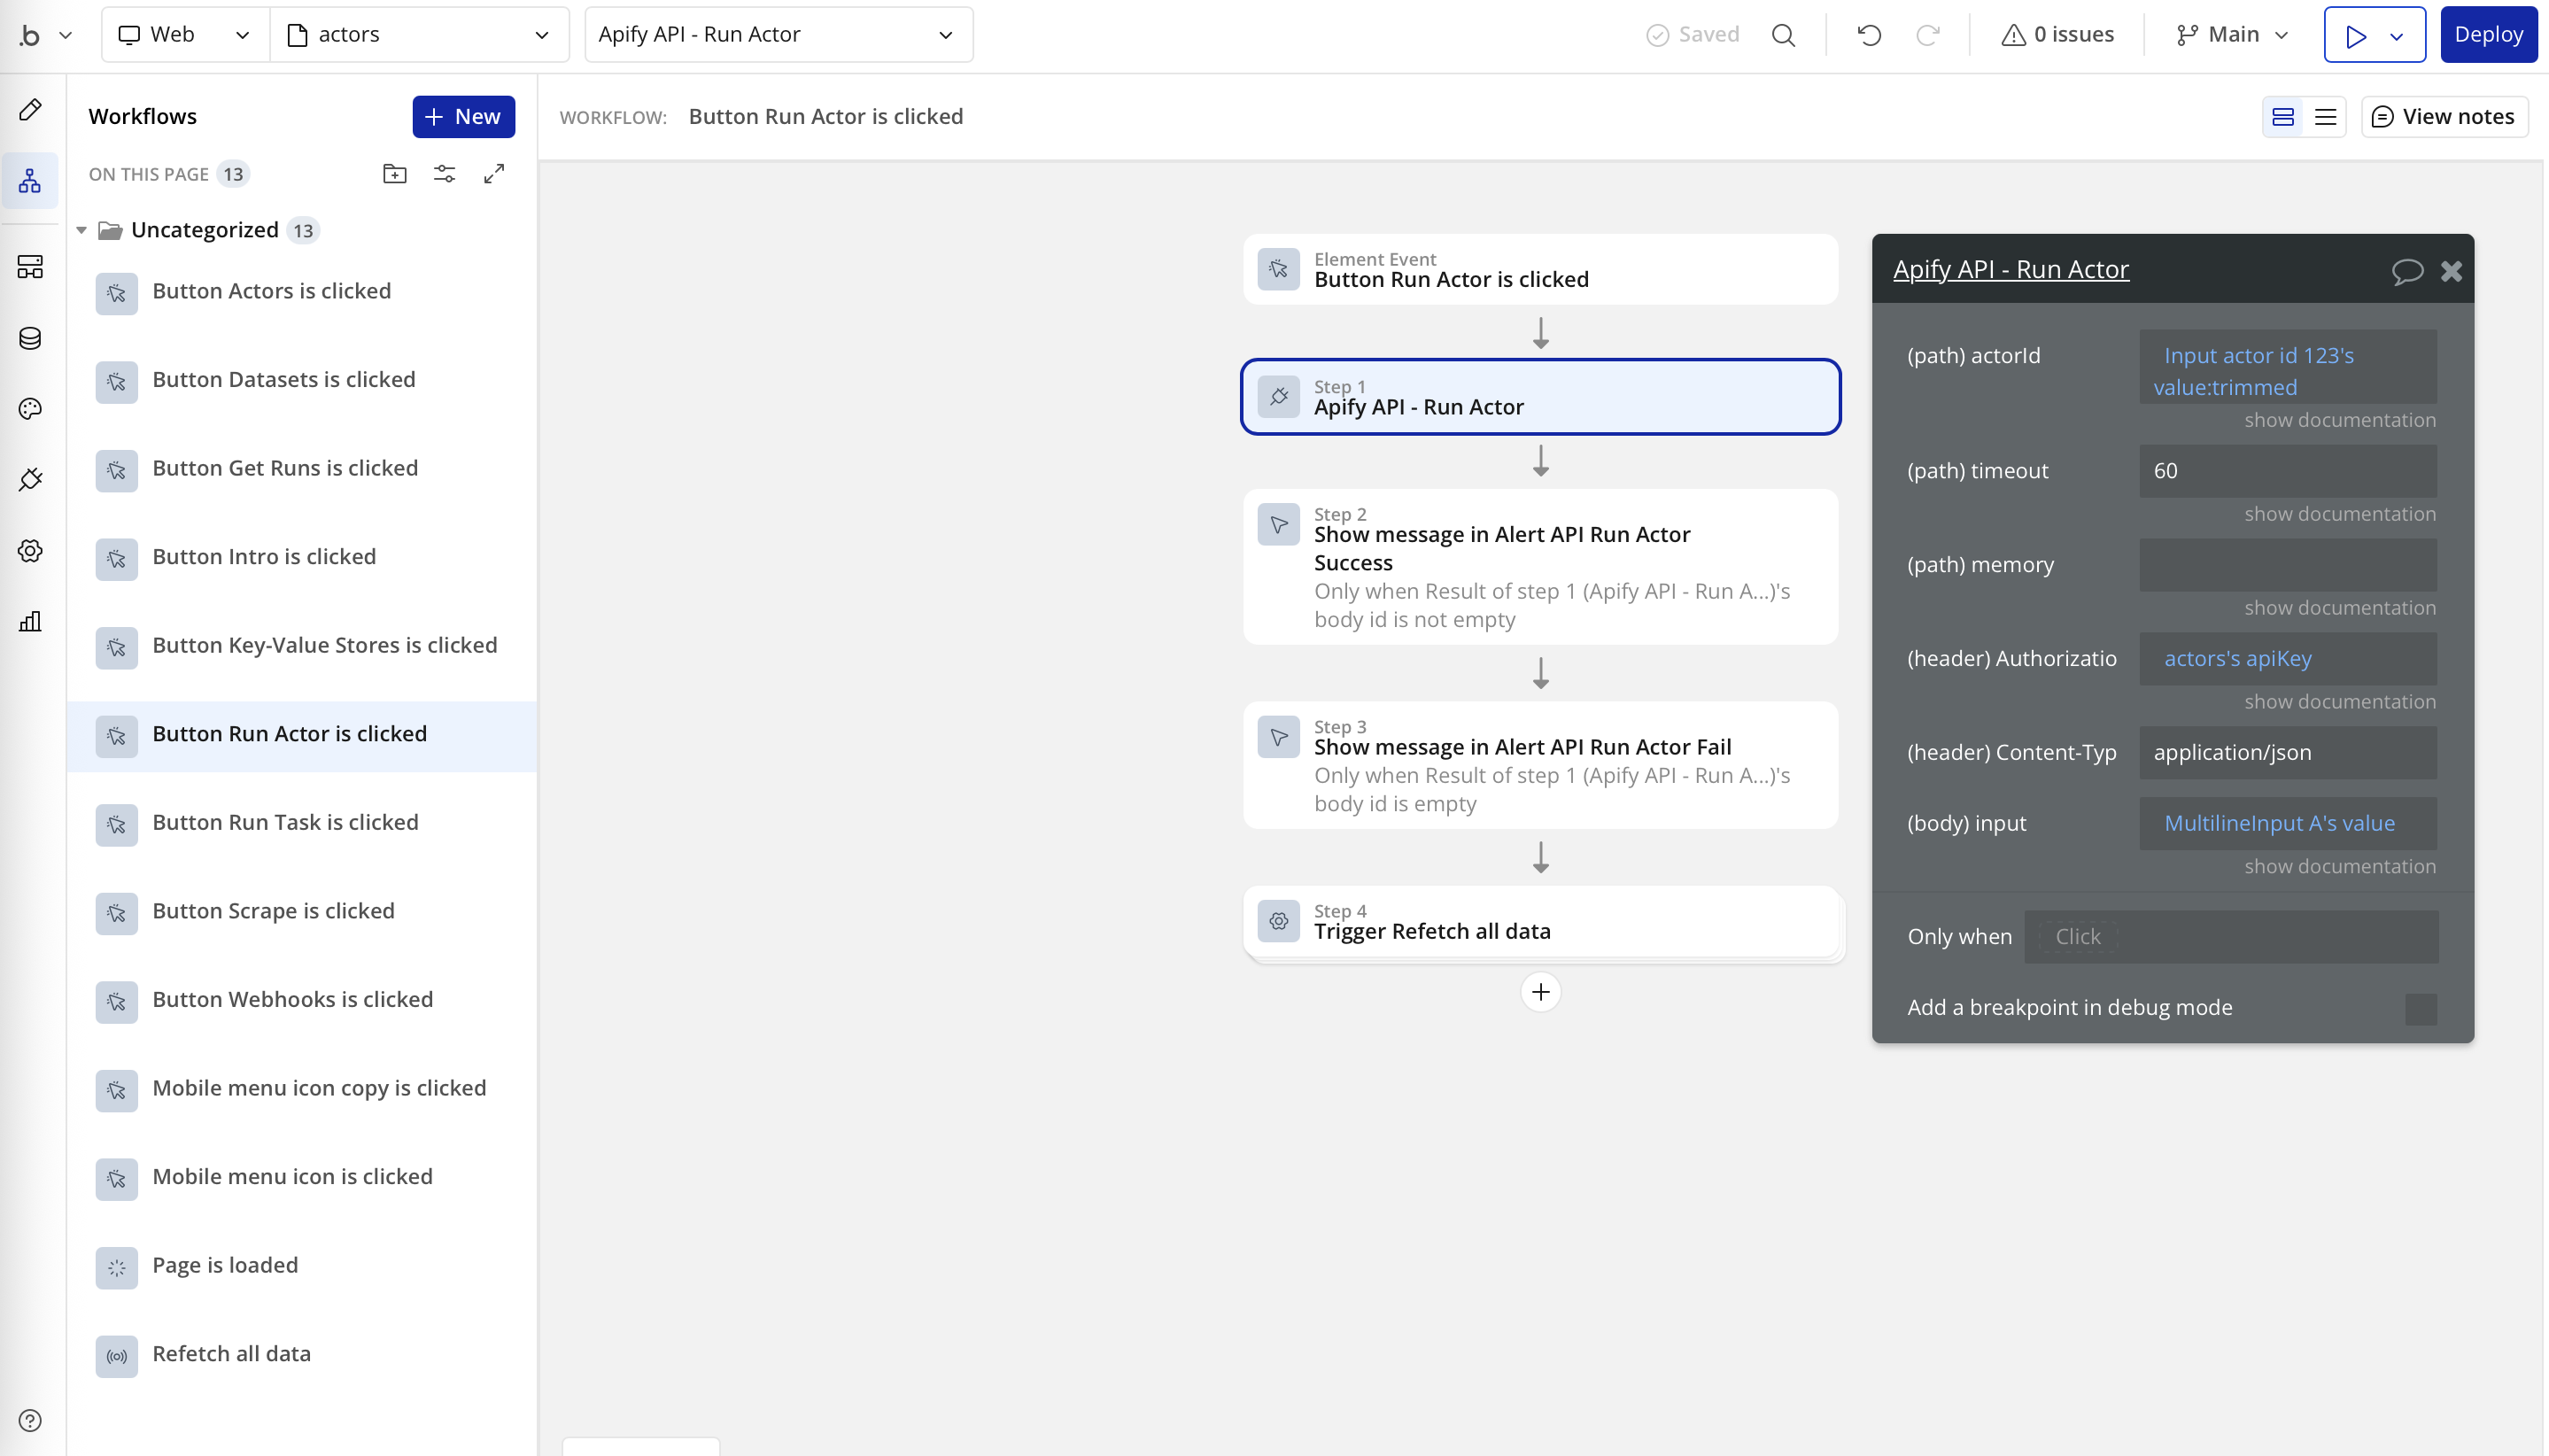 .b
Web
actors
Apify API - Run Actor
Saved
0 issues
Main
Deploy
Workflows
New
ON THIS PAGE 13
Uncategorized 13
Button Actors is clicked
Button Datasets is clicked
Button Get Runs is clicked
Button Intro is clicked
Button Key-Value Stores is clicked
Button Run Actor is clicked
Button Run Task is clicked
Button Scrape is clicked
Button Webhooks is clicked
Mobile menu icon copy is clicked
Mobile menu icon is clicked
Page is loaded
Refetch all data
WORKFLOW: Button Run Actor is clicked
View notes
Element Event
Button Run Actor is clicked
Step 1
Apify API - Run Actor
Step 2
Show message in Alert API Run Actor
Success
Only when Result of step 1 (Apify API - Run A...)'s
body id is not empty
Step 3
Show message in Alert API Run Actor Fail
Only when Result of step 1 (Apify API - Run A...)'s
body id is empty
Step 4
Trigger Refetch all data
Apify API - Run Actor
(path) actorId
Input actor id 123's
value:trimmed
show documentation
(path) timeout
60
show documentation
(path) memory
show documentation
(header) Authorizatio
actors's apiKey
show documentation
(header) Content-Typ
application/json
(body) input
MultilineInput A's value
show documentation
Only when
Click
Add a breakpoint in debug mode